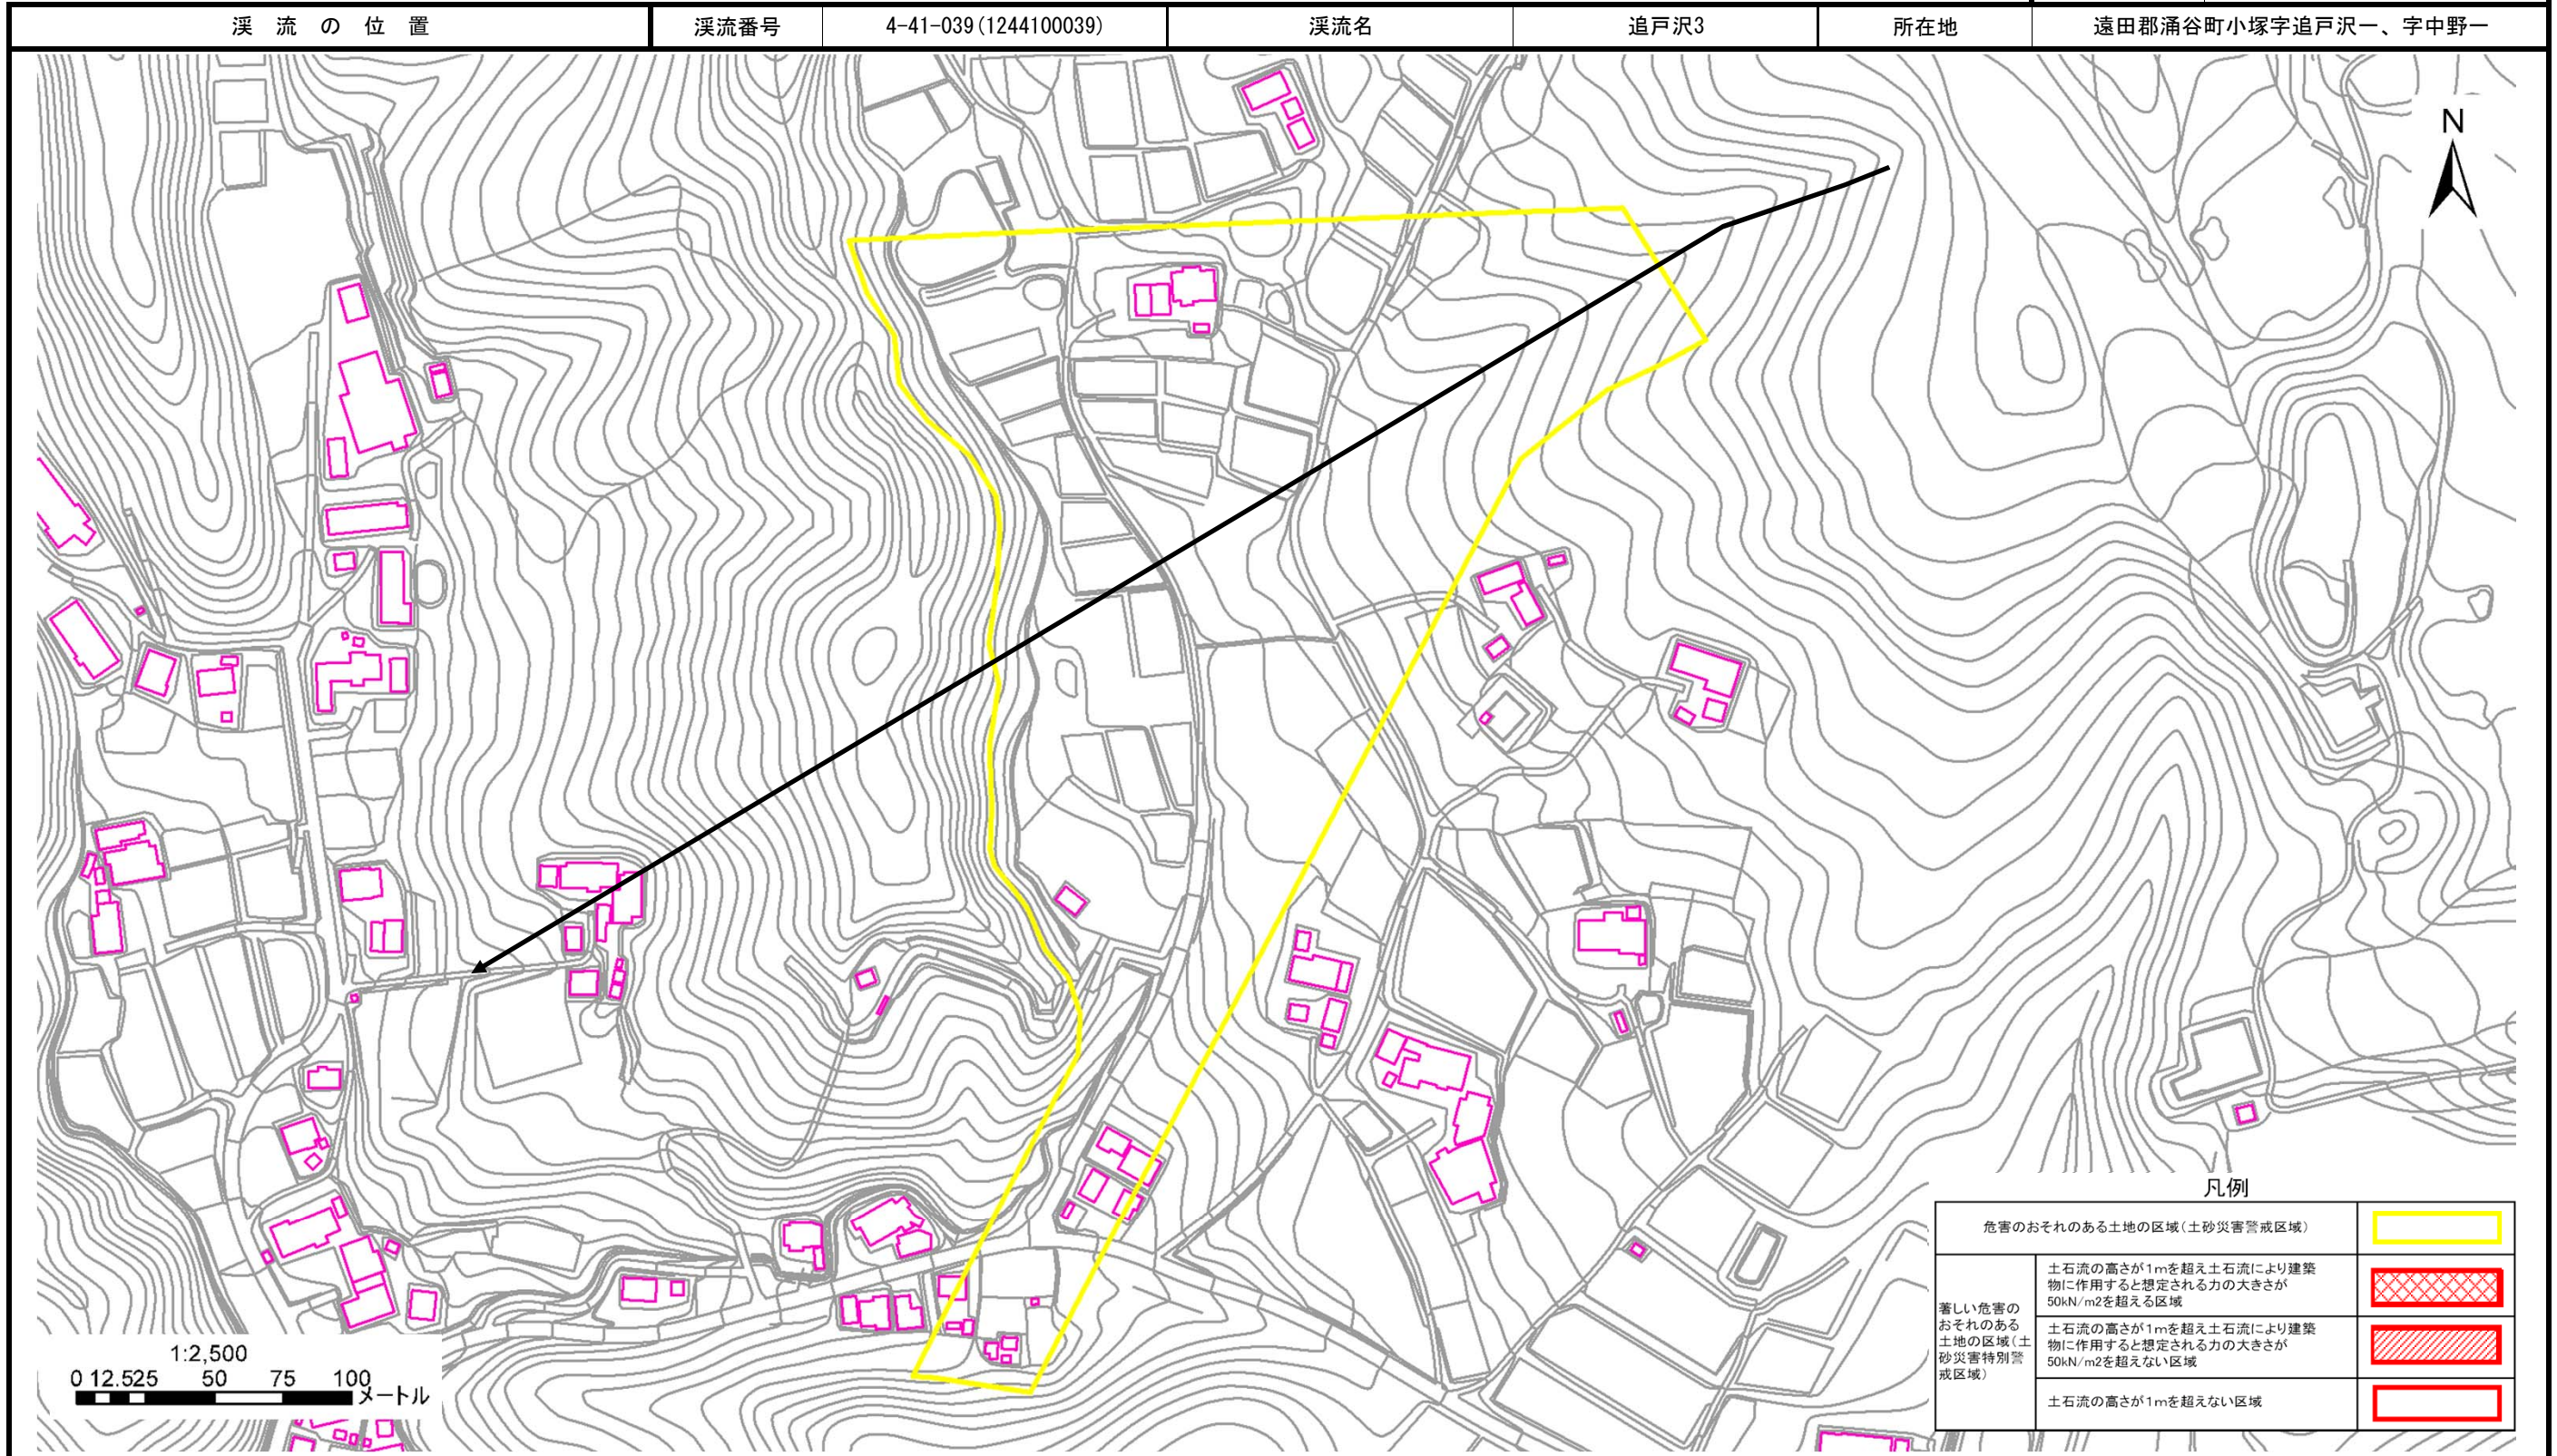 渓流の位置
渓流番号
4-41-039(1244100039)
渓流名
追戸沢3
所在地
遠田郡涌谷町小塚字追戸沢一、字中野一
N
凡例
危害のおそれのある土地の区域(土砂災害警戒区域)
著しい危害の
おそれのある
土地の区域(土
砂災害特別警
戒区域)
土石流の高さが1mを超え土石流により建築
物に作用すると想定される力の大きさが
50kN/m2を超える区域
土石流の高さが1mを超え土石流により建築
物に作用すると想定される力の大きさが
50kN/m2を超えない区域
土石流の高さが1mを超えない区域
1:2,500
0 12.525 50 75 100
メートル